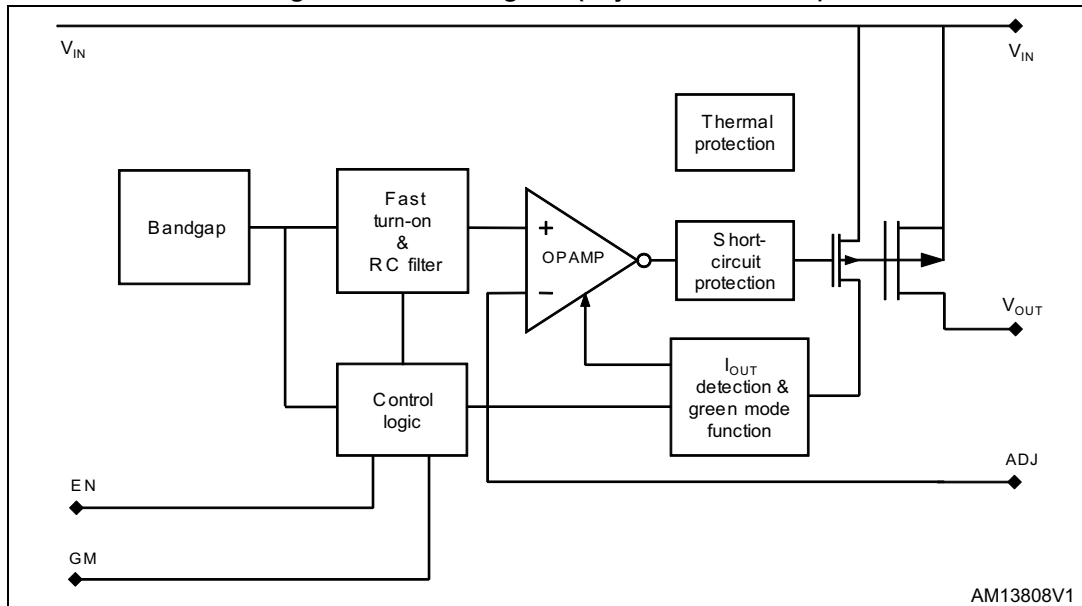 V_IN
V_IN
Thermal
protection
Bandgap
Fast
turn-on
&
RC filter
+
OPAMP
−
Short-
circuit
protection
V_OUT
I_OUT
detection &
green mode
function
Control
logic
ADJ
EN
GM
AM13808V1